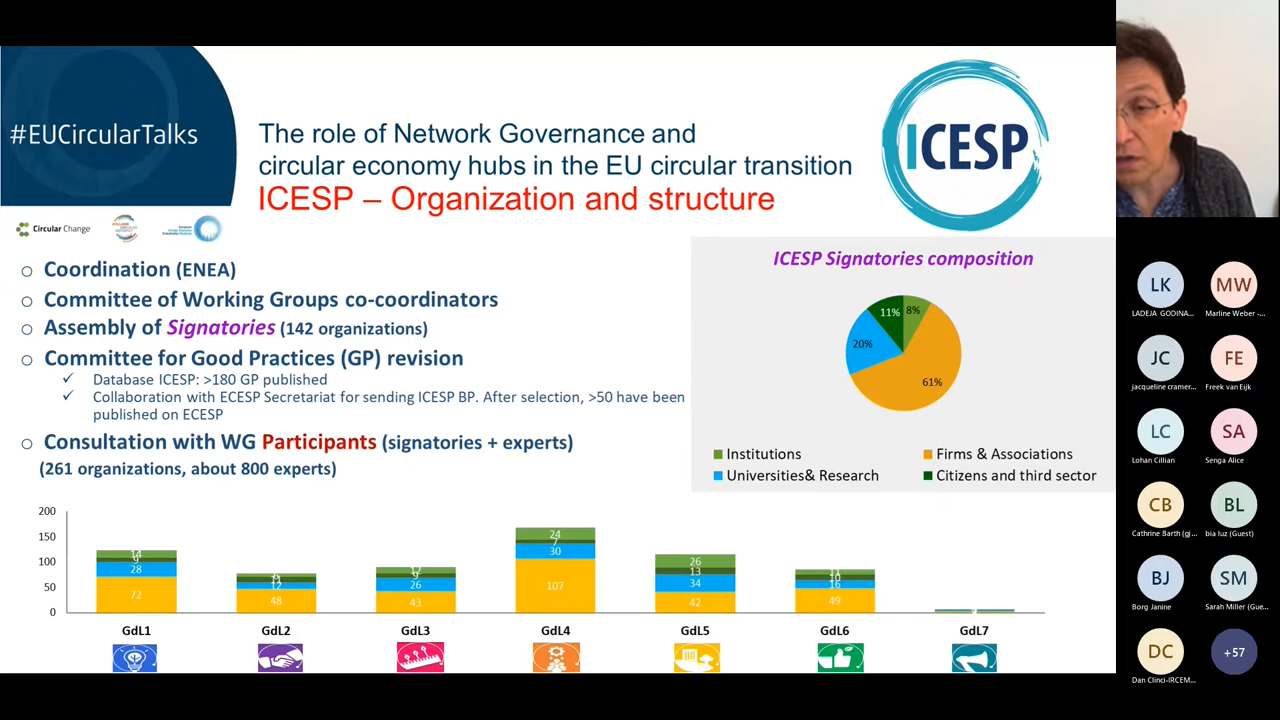 #EUCircularTalks
The role of Network Governance and
circular economy hubs in the EU circular transition
ICESP – Organization and structure
ICESP
Circular Change
○ Coordination (ENEA)
○ Committee of Working Groups co-coordinators
○ Assembly of Signatories (142 organizations)
○ Committee for Good Practices (GP) revision
✓ Database ICESP: >180 GP published
✓ Collaboration with ECESP Secretariat for sending ICESP BP. After selection, >50 have been
published on ECESP
○ Consultation with WG Participants (signatories + experts)
(261 organizations, about 800 experts)
ICESP Signatories composition
11%
8%
20%
61%
Institutions
Firms & Associations
Universities& Research
Citizens and third sector
200
150
100
50
0
14
9
28
72
12
48
9
26
43
24
7
30
107
26
13
34
42
10
16
49
GdL1
GdL2
GdL3
GdL4
GdL5
GdL6
GdL7
LK
LADEJA GODINA...
MW
Marline Weber -...
JC
jacqueline cramer...
FE
Freek van Eijk
LC
Lohan Cillian
SA
Senga Alice
CB
Cathrine Barth (gj...
BL
bia luz (Guest)
BJ
Borg Janine
SM
Sarah Miller (Gue...
DC
Dan Clinci-IRCEM...
+57